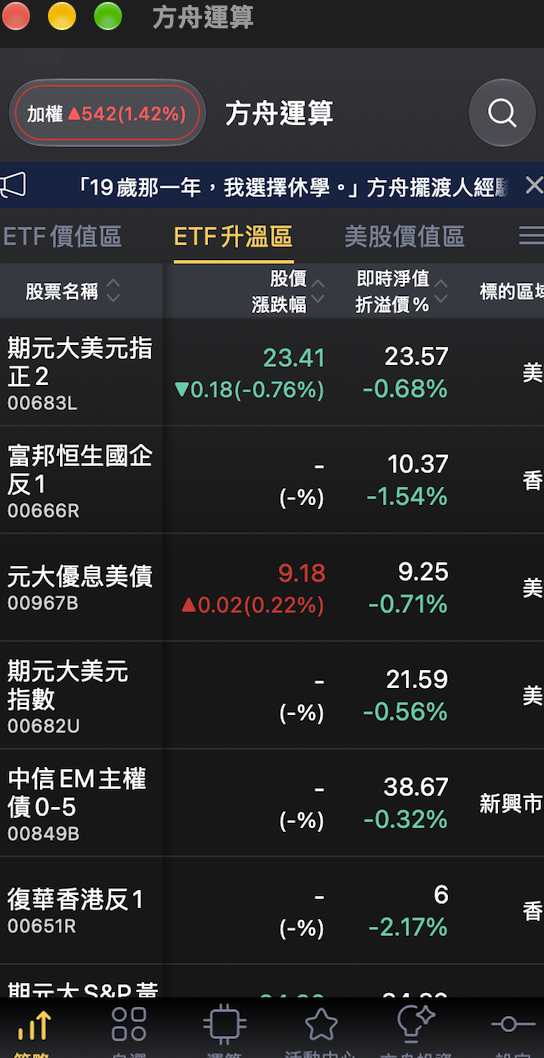 方舟運算
加權▲542(1.42%)
方舟運算
「19歲那一年，我選擇休學。」方舟擺渡人經
ETF價值區 ETF升溫區 美股價值區
股票名稱 股價 漲跌幅 即時淨值 折溢價% 標的區域
期元大美元指正2
00683L
23.41
▼0.18(-0.76%)
23.57
-0.68%
美
富邦恒生國企反1
00666R
-
(-%)
10.37
-1.54%
香
元大優息美債
00967B
9.18
▲0.02(0.22%)
9.25
-0.71%
美
期元大美元指數
00682U
-
(-%)
21.59
-0.56%
美
中信EM主權債0-5
00849B
-
(-%)
38.67
-0.32%
新興市
復華香港反1
00651R
-
(-%)
6
-2.17%
香
期元大S&P黃